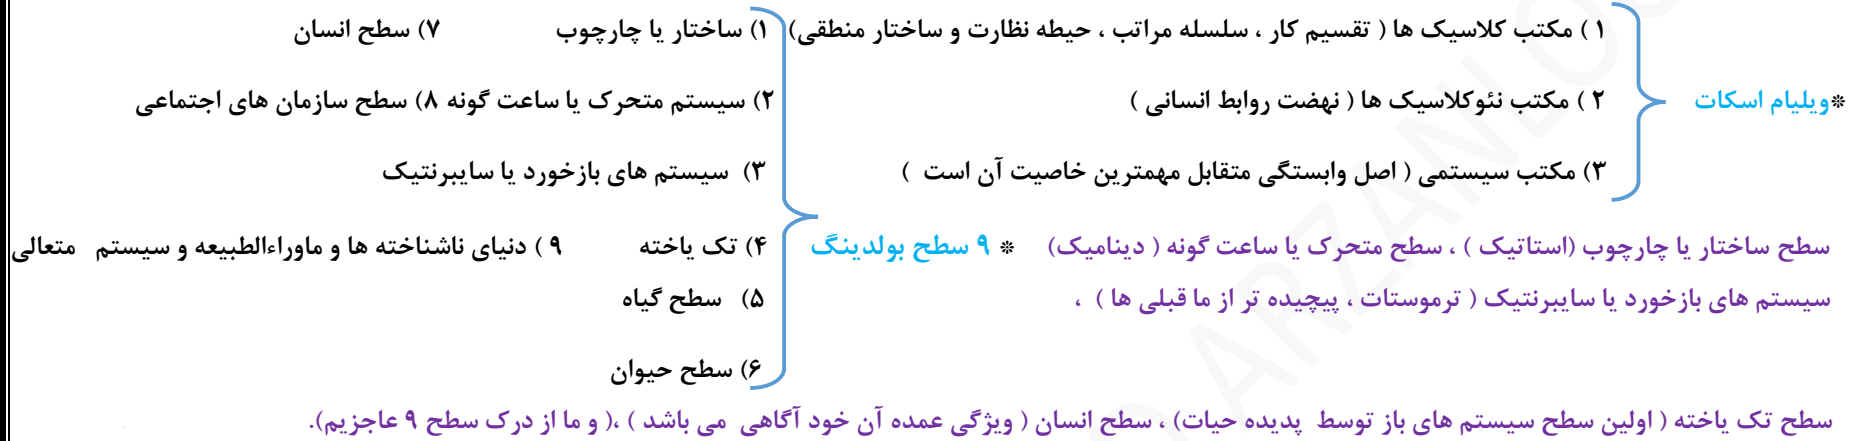 ۱ ) مکتب کلاسیک ها ( تقسیم کار ، سلسله مراتب ، حیطه نظارت و ساختار منطقی) ۱) ساختار یا چارچوب ۷) سطح انسان
*ویلیام اسکات ۲ ) مکتب نئوکلاسیک ها ( نهضت روابط انسانی ) ۲) سیستم متحرک یا ساعت گونه ۸) سطح سازمان های اجتماعی
۳) مکتب سیستمی ( اصل وابستگی متقابل مهمترین خاصیت آن است ) ۳) سیستم های بازخورد یا سایبرنتیک
سطح ساختار یا چارچوب (استاتیک ) ، سطح متحرک یا ساعت گونه ( دینامیک) * ۹ سطح بولدینگ ۴) تک یاخته ۹ ) دنیای ناشناخته ها و ماوراءالطبیعه و سیستم متعالی
سیستم های بازخورد یا سایبرنتیک ( ترموستات ، پیچیده تر از ما قبلی ها ) ، ۵) سطح گیاه
۶) سطح حیوان
سطح تک یاخته ( اولین سطح سیستم های باز توسط پدیده حیات) ، سطح انسان ( ویژگی عمده آن خود آگاهی می باشد ) ،( و ما از درک سطح ۹ عاجزیم).